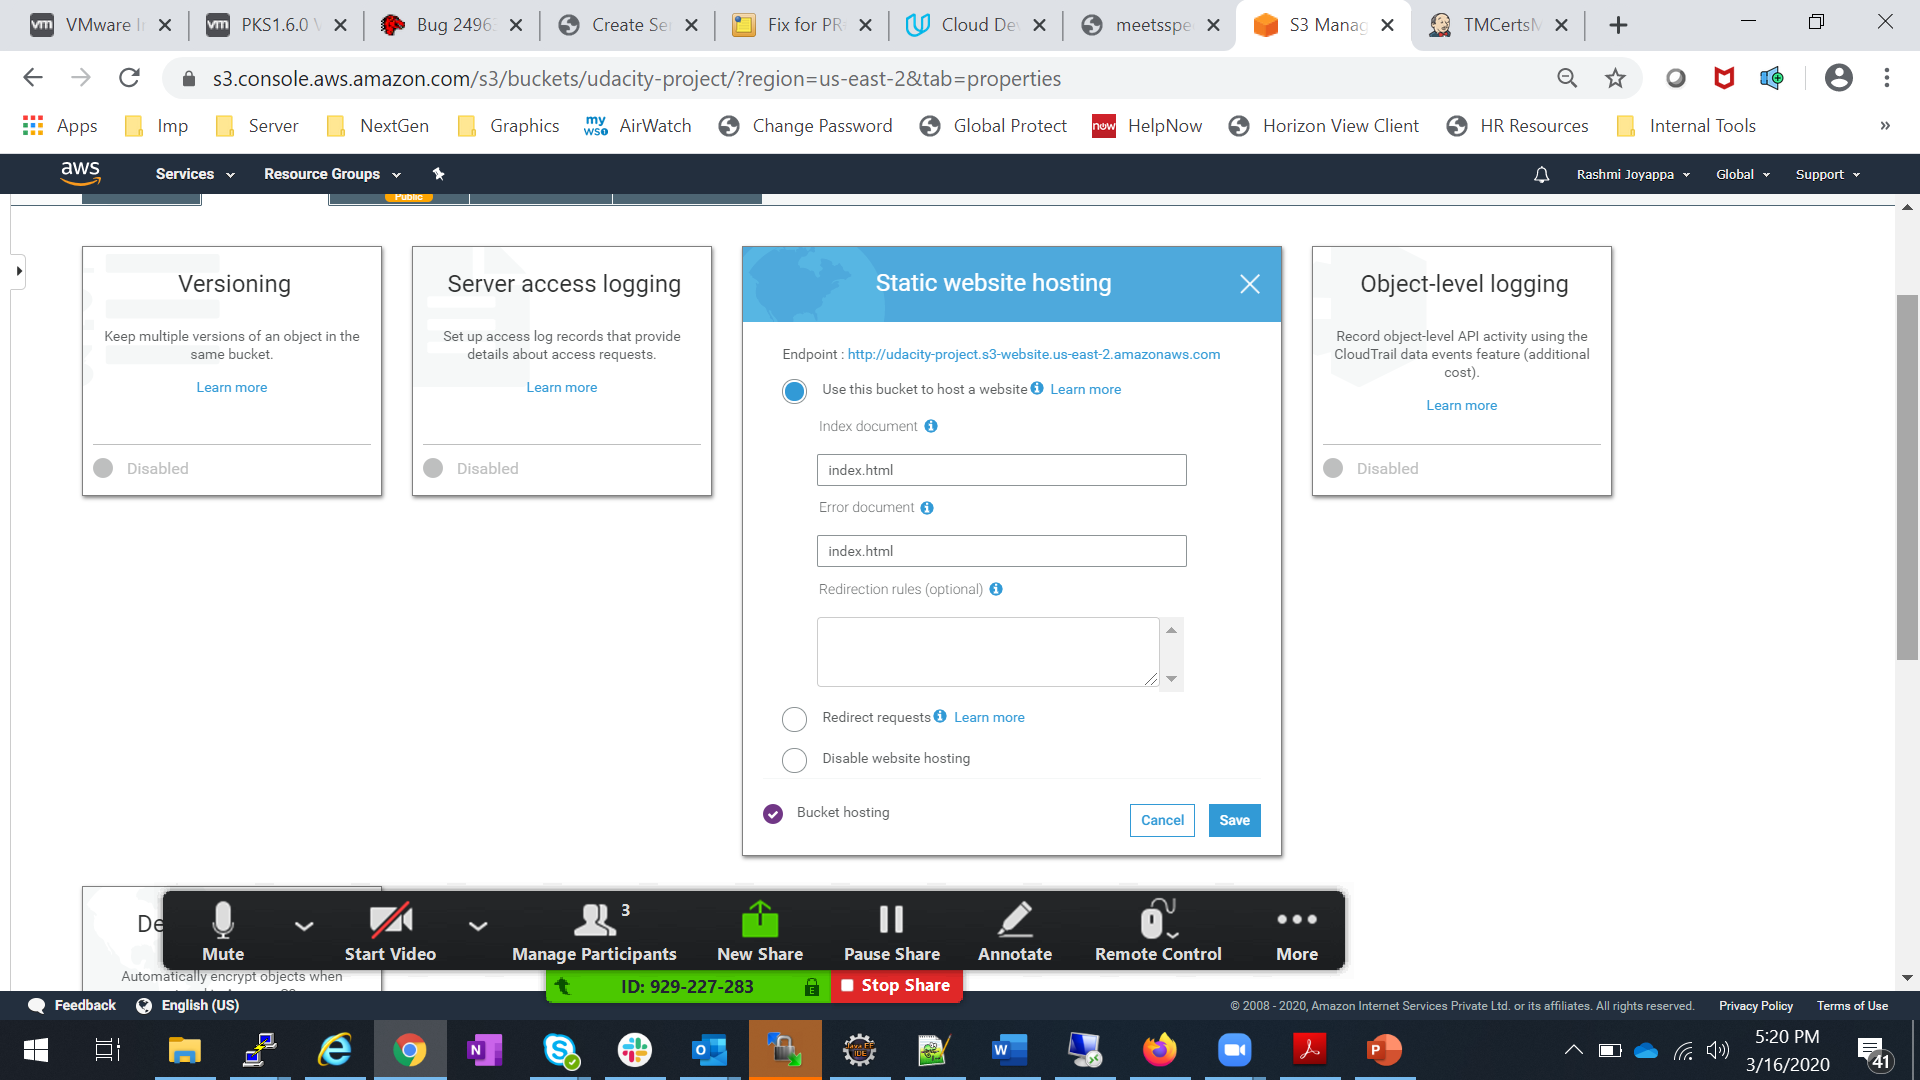 VMware I
PKS1.6.0 V
Bug 2496
Create Se
Fix for PR
Cloud De
meetsspe
S3 Manag
TMCertsM
s3.console.aws.amazon.com/s3/buckets/udacity-project/?region=us-east-2&tab=properties
Apps
Imp
Server
NextGen
Graphics
my
wso
AirWatch
Change Password
Global Protect
now
HelpNow
Horizon View Client
HR Resources
Internal Tools
»
aws
Services
Resource Groups
Rashmi Joyappa
Global
Support
Public
Versioning
Keep multiple versions of an object in the
same bucket.
Learn more
Disabled
Server access logging
Set up access log records that provide
details about access requests.
Learn more
Disabled
Static website hosting
Endpoint : http://udacity-project.s3-website.us-east-2.amazonaws.com
Use this bucket to host a website Learn more
Index document
index.html
Error document
index.html
Redirection rules (optional)
Redirect requests Learn more
Disable website hosting
Bucket hosting
Cancel
Save
Object-level logging
Record object-level API activity using the
CloudTrail data events feature (additional
cost).
Learn more
Disabled
De
Automatically encrypt objects when
Mute
Start Video
3
Manage Participants
New Share
Pause Share
Annotate
Remote Control
More
ID: 929-227-283
Stop Share
Feedback
English (US)
© 2008 - 2020, Amazon Internet Services Private Ltd. or its affiliates. All rights reserved.
Privacy Policy
Terms of Use
5:20 PM
3/16/2020
41